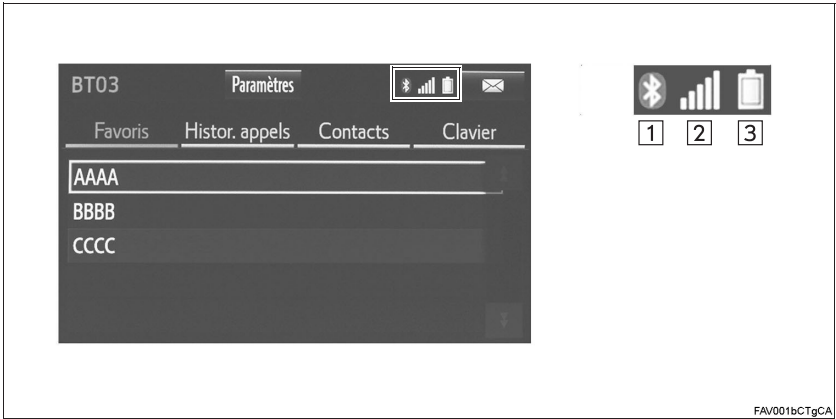 BT03 Paramètres
Favoris Histor. appels Contacts Clavier
AAAA
BBBB
CCCC
1 2 3
FAV001bCTgCA